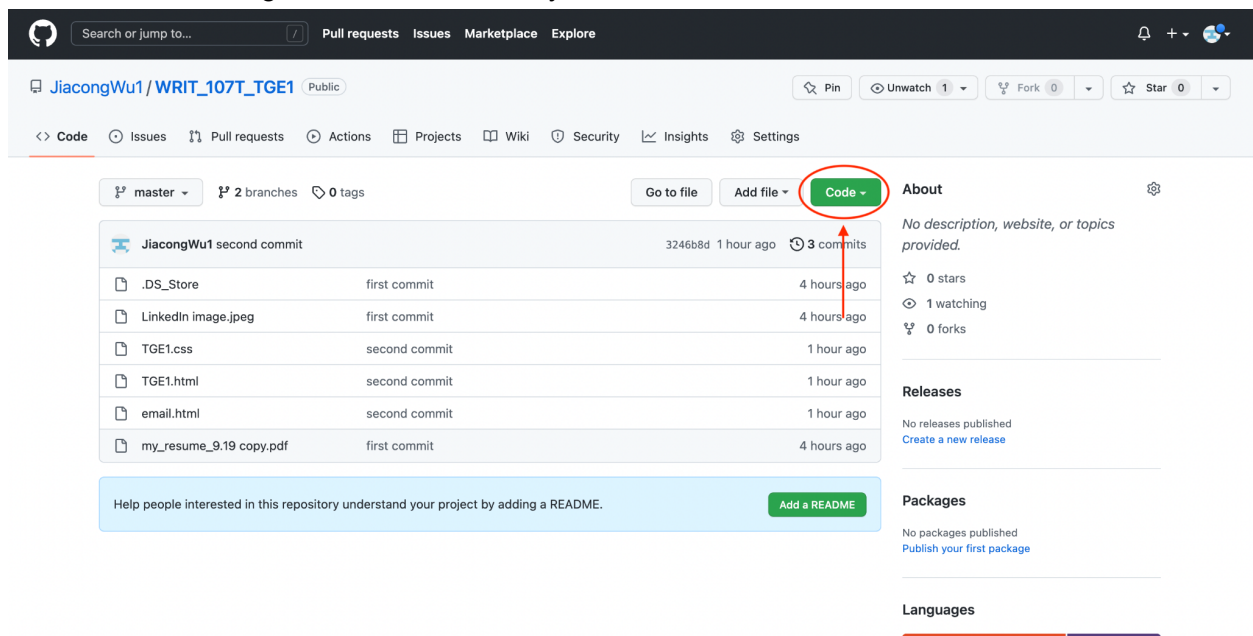 Search or jump to... / Pull requests Issues Marketplace Explore
JiacongWu1 / WRIT_107T_TGE1 Public Pin Unwatch 1 Fork 0 Star 0
<> Code Issues Pull requests Actions Projects Wiki Security Insights Settings
master 2 branches 0 tags Go to file Add file Code
JiacongWu1 second commit 3246b8d 1 hour ago 3 commits
.DS_Store first commit 4 hours ago
LinkedIn image.jpeg first commit 4 hours ago
TGE1.css second commit 1 hour ago
TGE1.html second commit 1 hour ago
email.html second commit 1 hour ago
my_resume_9.19 copy.pdf first commit 4 hours ago
Help people interested in this repository understand your project by adding a README. Add a README
About
No description, website, or topics
provided.
0 stars
1 watching
0 forks
Releases
No releases published
Create a new release
Packages
No packages published
Publish your first package
Languages